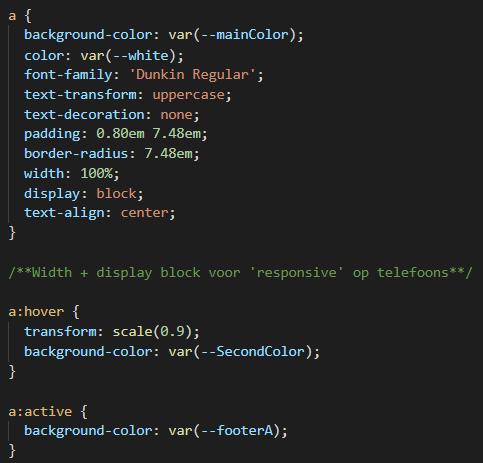 a {
  background-color: var(--mainColor);
  color: var(--white);
  font-family: 'Dunkin Regular';
  text-transform: uppercase;
  text-decoration: none;
  padding: 0.80em 7.48em;
  border-radius: 7.48em;
  width: 100%;
  display: block;
  text-align: center;
}

/**Width + display block voor 'responsive' op telefoons**/

a:hover {
  transform: scale(0.9);
  background-color: var(--SecondColor);
}

a:active {
  background-color: var(--footerA);
}